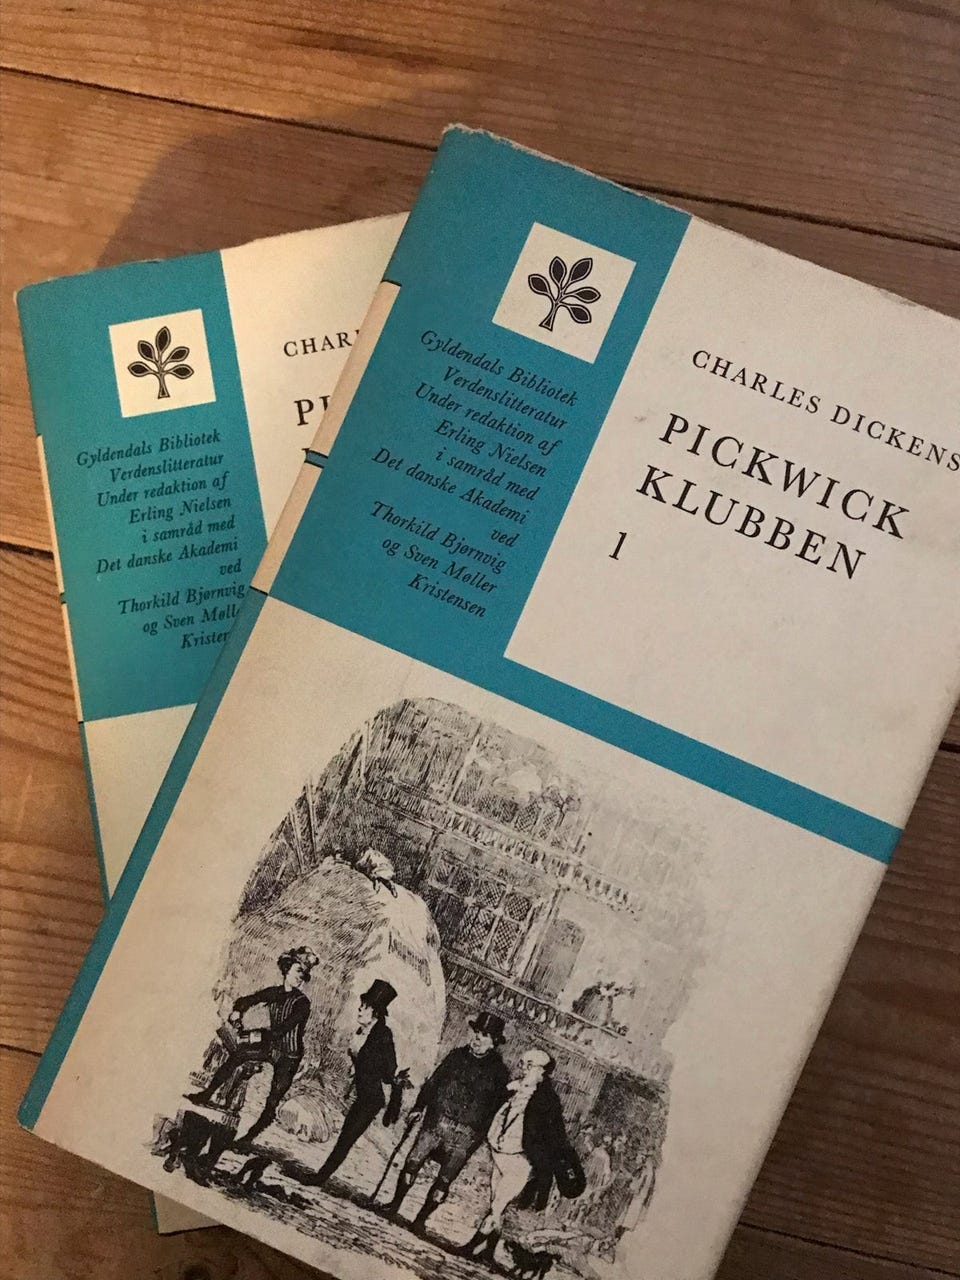 Gyldendals Bibliotek
Verdenslitteratur
Under redaktion af
Erling Nielsen
i samråd med
Det danske Akademi
ved
Thorkild Bjørnvig
og Sven Møller
Kristensen
CHARLES DICKENS
PICKWICK
KLUBBEN
1
Gyldendals Bibliotek
Verdenslitteratur
Under redaktion af
Erling Nielsen
i samråd med
Det danske Akademi
ved
Thorkild Bjørnvig
og Sven